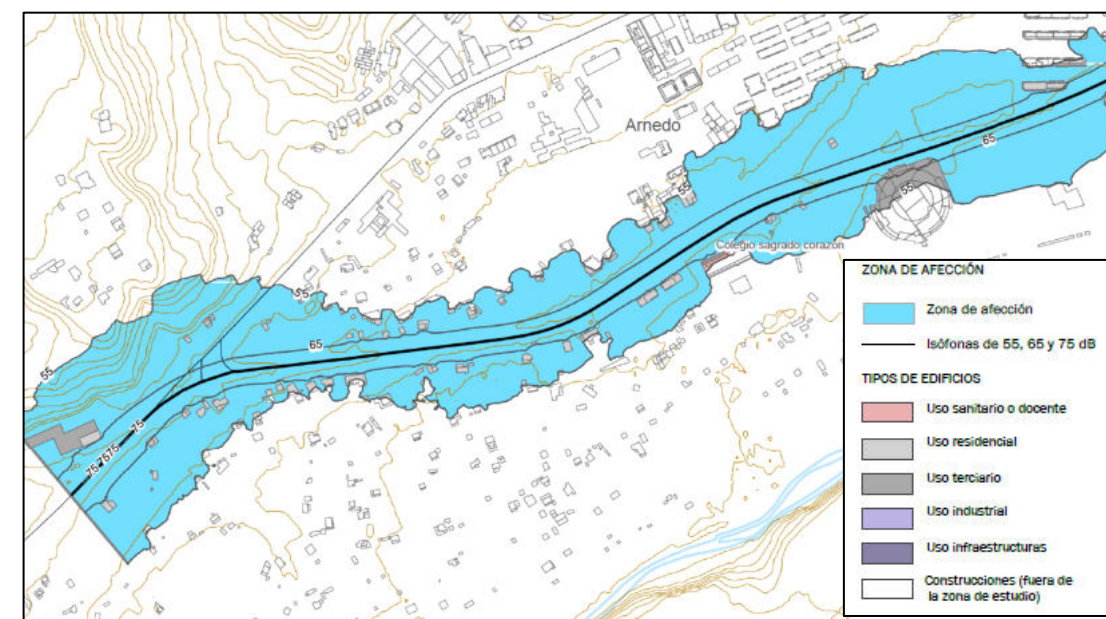 Arnedo
65
55
55
Colegio sagrado corazón
55
65
55
75
75
75
75
ZONA DE AFECCIÓN
Zona de afección
Isófonas de 55, 65 y 75 dB
TIPOS DE EDIFICIOS
Uso sanitario o docente
Uso residencial
Uso terciario
Uso industrial
Uso infraestructuras
Construcciones (fuera de
la zona de estudio)